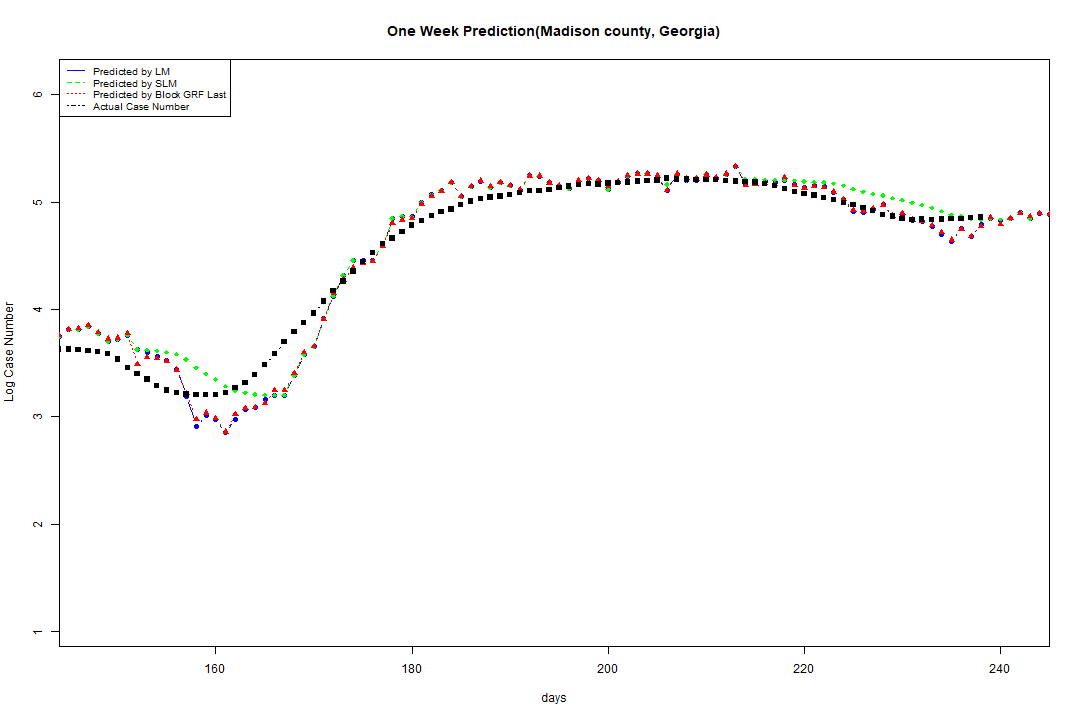 One Week Prediction(Madison county, Georgia)
Predicted by LM
Predicted by SLM
Predicted by Block GRF Last
Actual Case Number
6
5
4
3
2
1
Log Case Number
160
180
200
220
240
days